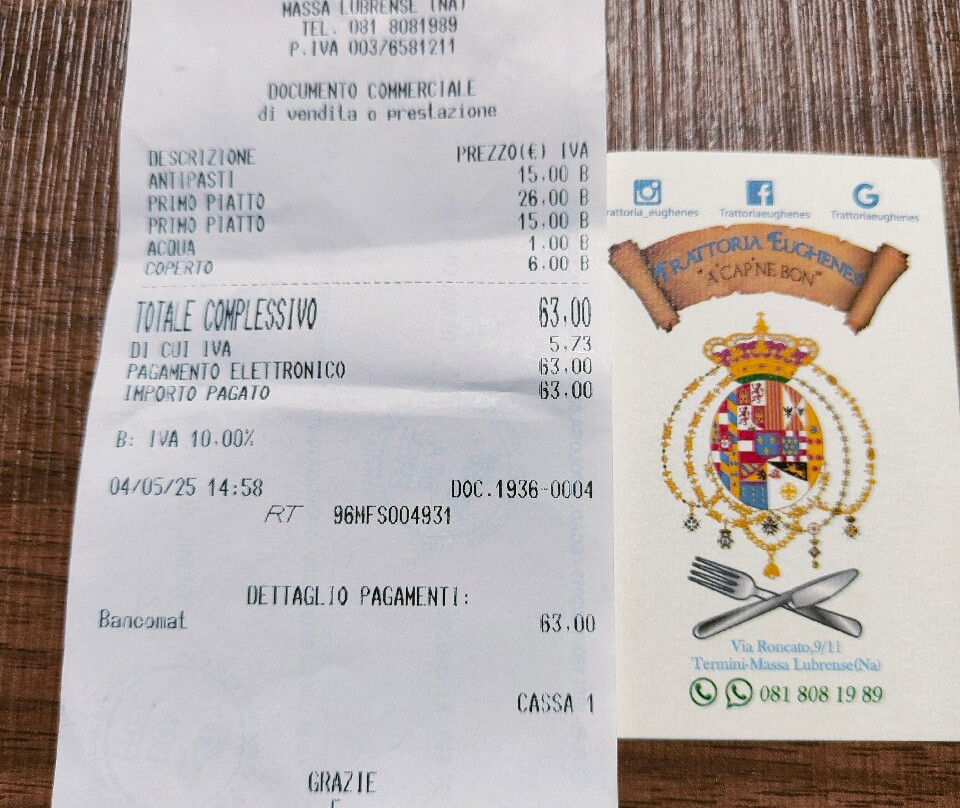 MASSA LUBRENSE (NA)
TEL. 081 8081989
P.IVA 00376581211
DOCUMENTO COMMERCIALE
di vendita o prestazione
DESCRIZIONE PREZZO(€) IVA
ANTIPASTI 15.00 B
PRIMO PIATTO 26.00 B
PRIMO PIATTO 15.00 B
ACQUA 1.00 B
COPERTO 6.00 B
TOTALE COMPLESSIVO 63.00
DI CUI IVA 5.73
PAGAMENTO ELETTRONICO 63.00
IMPORTO PAGATO 63.00
B: IVA 10.00%
04/05/25 14:58 DOC.1936-0004
RT 96MFS004931
DETTAGLIO PAGAMENTI:
Bancomat 63.00
CASSA 1
GRAZIE
rattoria_eughenes Trattoriaeughenes Trattoriaeughenes
TRATTORIA EUGHENES
"A'CAP'NE BON"
Via Roncato,9/11
Termini-Massa Lubrense(Na)
081 808 19 89